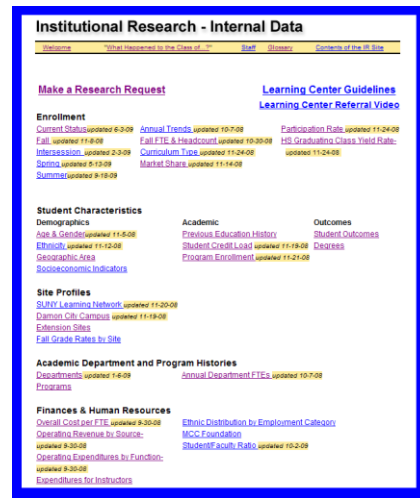 Institutional Research - Internal Data
Welcome "What Happened to the Class of...?" Staff Glossary Contents of the IR Site
Make a Research Request Learning Center Guidelines
Learning Center Referral Video
Enrollment
Current Status updated 6-3-09 Annual Trends updated 10-7-08 Participation Rate updated 11-24-08
Fall updated 11-8-08 Fall FTE & Headcount updated 10-30-08 HS Graduating Class Yield Rate-
Intersession updated 2-3-09 Curriculum Type updated 11-24-08 updated 11-24-08
Spring updated 5-13-09 Market Share updated 11-14-08
Summer updated 9-18-09
Student Characteristics
Demographics Academic Outcomes
Age & Gender updated 11-5-08 Previous Education History Student Outcomes
Ethnicity updated 11-12-08 Student Credit Load updated 11-19-08 Degrees
Geographic Area Program Enrollment updated 11-21-08
Socioeconomic Indicators
Site Profiles
SUNY Learning Network updated 11-20-08
Damon City Campus updated 11-19-08
Extension Sites
Fall Grade Rates by Site
Academic Department and Program Histories
Departments updated 1-6-09 Annual Department FTEs updated 10-7-08
Programs
Finances & Human Resources
Overall Cost per FTE updated 9-30-08 Ethnic Distribution by Employment Category
Operating Revenue by Source- MCC Foundation
updated 9-30-08 Student/Faculty Ratio updated 10-2-09
Operating Expenditures by Function-
updated 9-30-08
Expenditures for Instructors